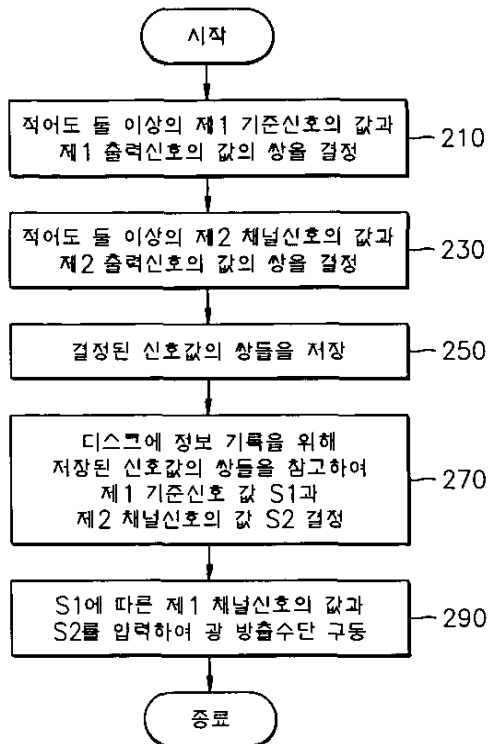 시작
적어도 둘 이상의 제1 기준신호의 값과
제1 출력신호의 값의 쌍을 결정
210
적어도 둘 이상의 제2 채널신호의 값과
제2 출력신호의 값의 쌍을 결정
230
결정된 신호값의 쌍들을 저장
250
디스크에 정보 기록을 위해
저장된 신호값의 쌍들을 참고하여
제1 기준신호 값 S1과
제2 채널신호의 값 S2 결정
270
S1에 따른 제1 채널신호의 값과
S2를 입력하여 광 방출수단 구동
290
종료